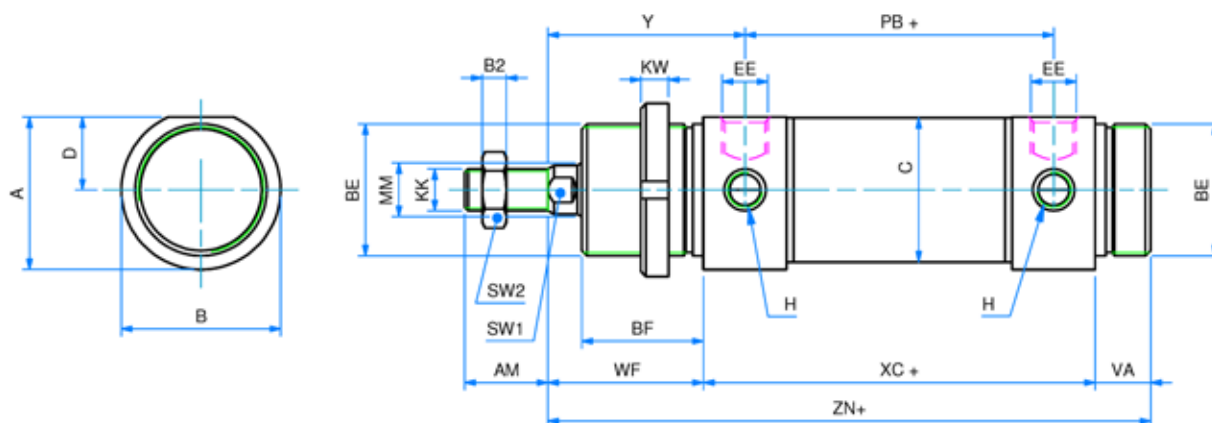 Y
PB +
B2
KW
EE
EE
D
A
BE
MM
KK
C
BE
SW2
SW1
H
H
B
BF
AM
WF
XC +
VA
ZN+